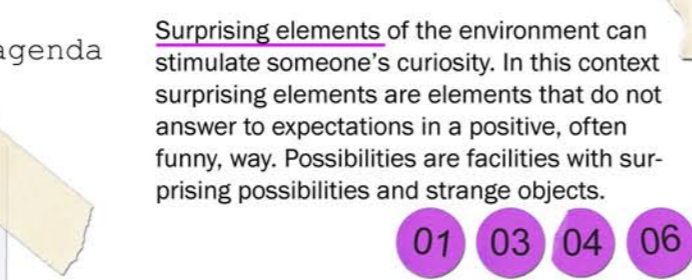 agenda
Surprising elements of the environment can
stimulate someone's curiosity. In this context
surprising elements are elements that do not
answer to expectations in a positive, often
funny, way. Possibilities are facilities with sur-
prising possibilities and strange objects.
01 03 04 06